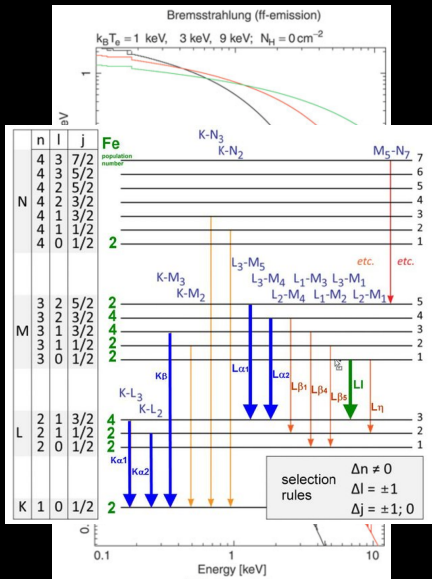 Bremsstrahlung (ff-emission)
k_BT_e = 1 keV, 3 keV, 9 keV; N_H = 0 cm^-2
1
eV
n l j Fe
population number
K-N₃
K-N₂
M₅-N₇
4 3 7/2 7
4 3 5/2 6
4 2 5/2 5
4 2 3/2 4
N
4 1 3/2 3
4 1 1/2 2
4 0 1/2 2 1
L₃-M₅ etc. etc.
K-M₃ L₃-M₄ L₁-M₃ L₃-M₁
K-M₂ L₂-M₄ L₁-M₂ L₂-M₁
3 2 5/2 2 5
3 2 3/2 4 4
M 3 1 3/2 4 3
3 1 1/2 2 2
3 0 1/2 2 1
Kβ Lα1 Lα2 Lβ1 Lβ4 Lβ5 Ll Lη
K-L₃
K-L₂
2 1 3/2 4 3
L 2 1 1/2 2 2
2 0 1/2 2 1
Kα1 Kα2
selection rules
Δn ≠ 0
Δl = ±1
Δj = ±1; 0
K 1 0 1/2 2
0.
0.1 1 10
Energy [keV]